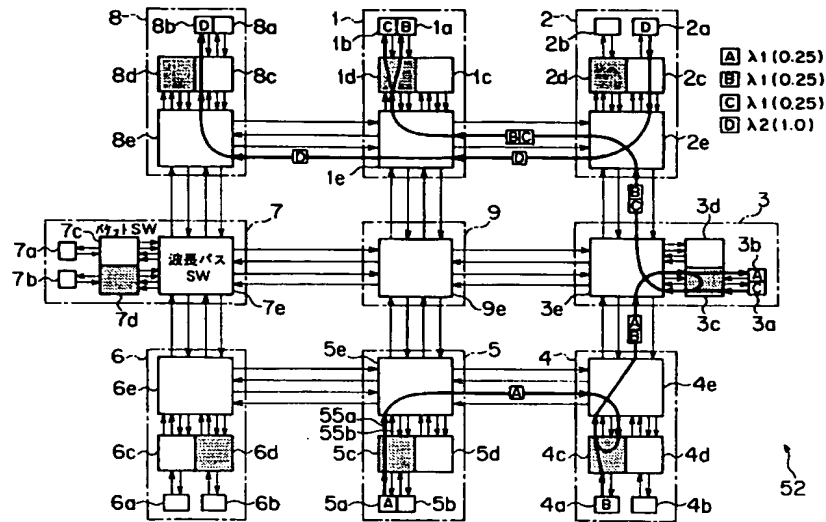 8 8b D 8a
1 C B 1a
1b
2 2b D 2a
A λ1(0.25)
B λ1(0.25)
C λ1(0.25)
D λ2(1.0)
8d 8c
1d 1c
2d 2c
8e 1e 2e
B C
D D
B
C
7 7c パケットSW
7a
7b
7d
波長パス
SW
7e
9
9e
3
3d
3b
A
C
3a
3c
3e
A
B
6
6e
5e
5
A
4
4e
55a
55b
6c 6d
5c 5d
4c 4d
6a 6b
5a A 5b
4a B 4b
52